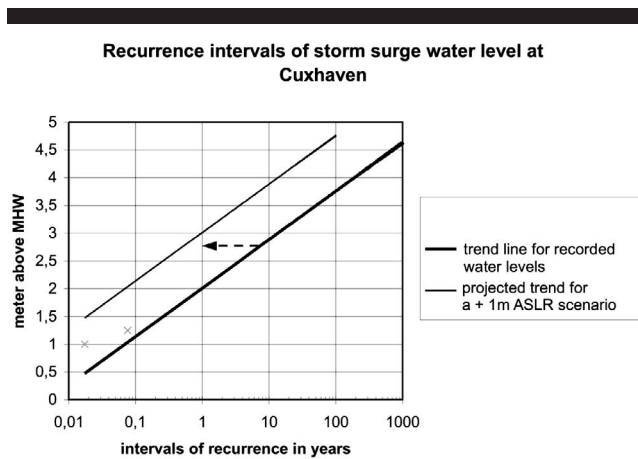 Recurrence intervals of storm surge water level at
Cuxhaven
meter above MHW
5
4,5
4
3,5
3
2,5
2
1,5
1
0,5
0
0,01
0,1
1
10
100
1000
intervals of recurrence in years
trend line for recorded
water levels
projected trend for
a + 1m ASLR scenario